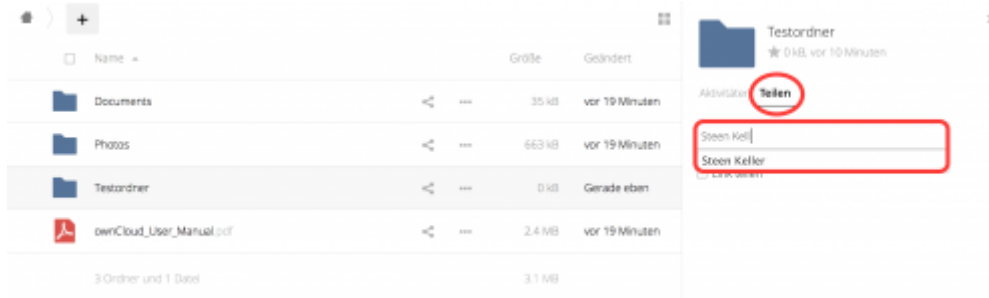 Name
Größe
Geändert
Documents
35 kB
vor 19 Minuten
Photos
663 kB
vor 19 Minuten
Testordner
0 kB
Gerade eben
ownCloud_User_Manual.pdf
2.4 MB
vor 19 Minuten
3 Ordner und 1 Datei
3.1 MB
Testordner
0 kB, vor 10 Minuten
Aktivitäten
Teilen
Steen Kell
Steen Keller